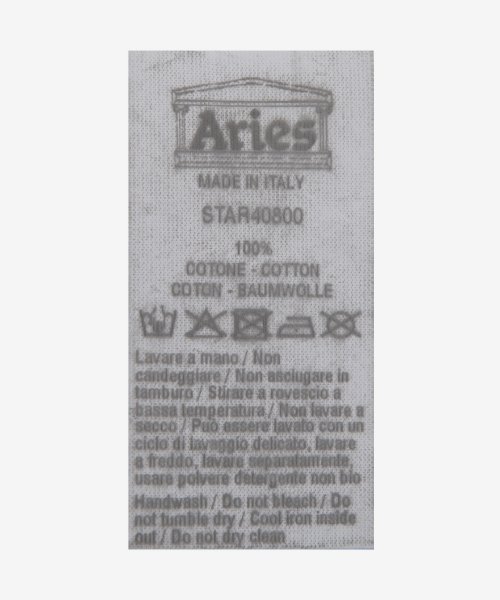 Aries
MADE IN ITALY
STAR40800
100%
COTONE - COTTON
COTON - BAUMWOLLE
Lavare a mano / Non
candeggiare / Non asciugare in
tamburo / Stirare a rovescio a
bassa temperatura / Non lavare a
secco / Può essere lavato con un
ciclo di lavaggio delicato, lavare
a freddo, lavare separatamente,
usare polvere detergente non bio
Handwash / Do not bleach / Do
not tumble dry / Cool iron inside
out / Do not dry clean